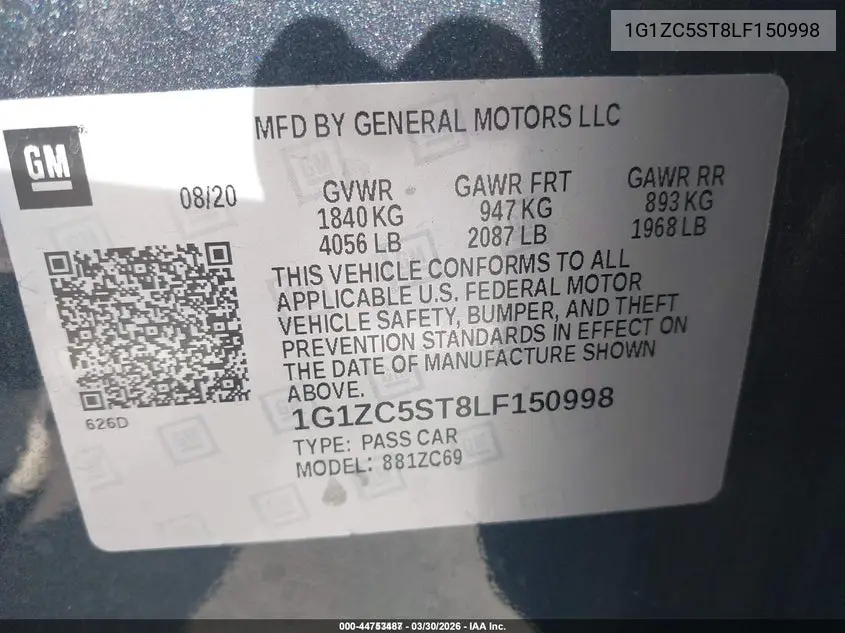 1G1ZC5ST8LF150998
MFD BY GENERAL MOTORS LLC
GM
08/20
GVWR
1840 KG
4056 LB
GAWR FRT
947 KG
2087 LB
GAWR RR
893 KG
1968 LB
THIS VEHICLE CONFORMS TO ALL
APPLICABLE U.S. FEDERAL MOTOR
VEHICLE SAFETY, BUMPER, AND THEFT
PREVENTION STANDARDS IN EFFECT ON
THE DATE OF MANUFACTURE SHOWN
ABOVE.
626D
1G1ZC5ST8LF150998
TYPE: PASS CAR
MODEL: 881ZC69
000-44753487 - 03/30/2026 - IAA Inc.